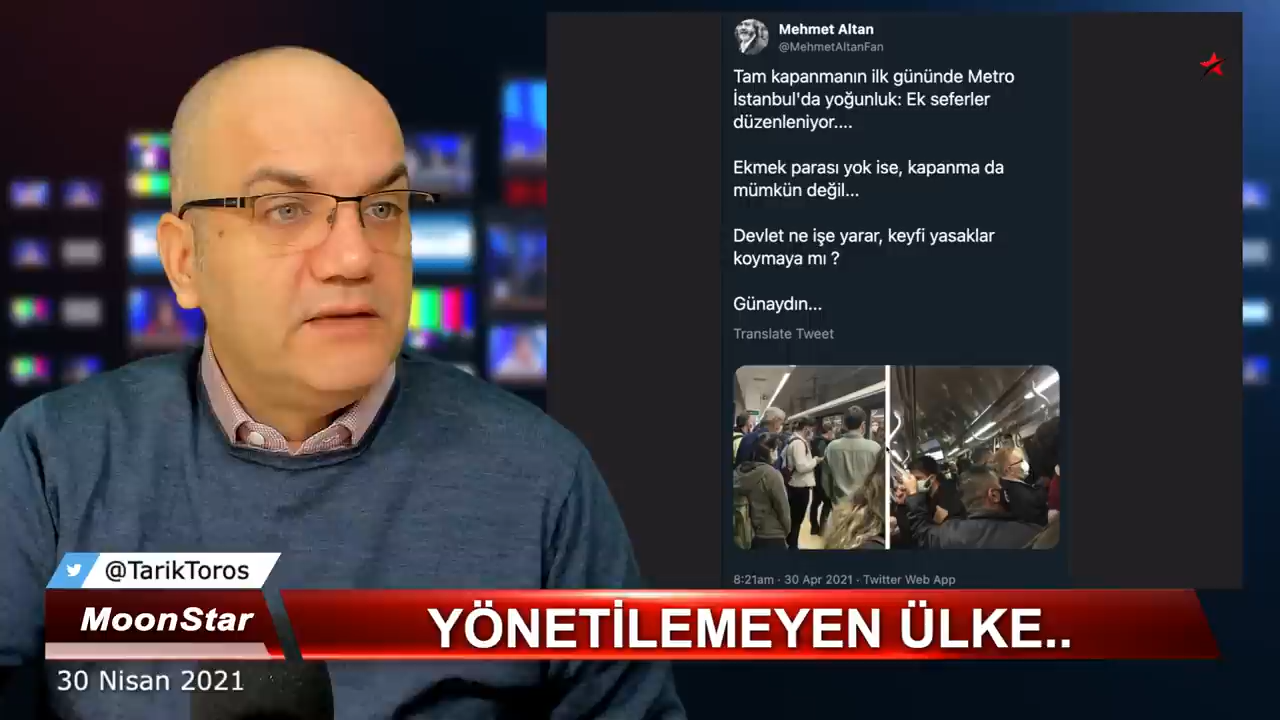 Mehmet Altan
@MehmetAltanFan
Tam kapanmanın ilk gününde Metro
İstanbul'da yoğunluk: Ek seferler
düzenleniyor....
Ekmek parası yok ise, kapanma da
mümkün değil...
Devlet ne işe yarar, keyfi yasaklar
koymaya mı ?
Günaydın...
Translate Tweet
8:21am · 30 Apr 2021 · Twitter Web App
@TarikToros
MoonStar
YÖNETİLEMEYEN ÜLKE..
30 Nisan 2021